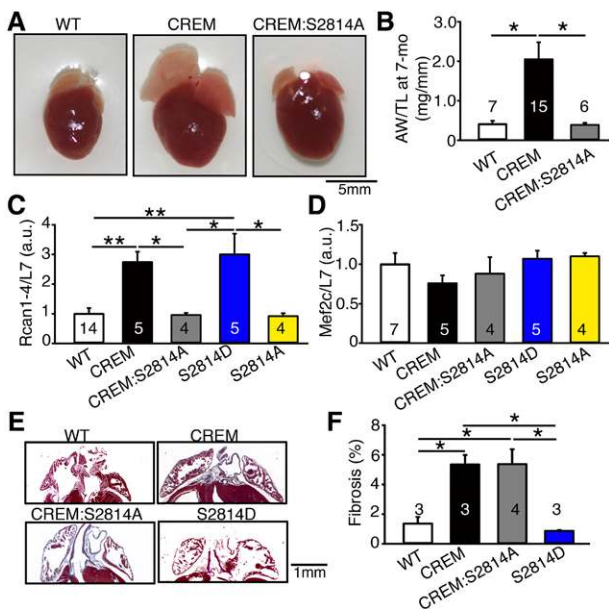 A
WT
CREM
CREM:S2814A
5mm
B
AW/TL at 7-mo
(mg/mm)
3.0
2.0
1.0
0
*
*
7
15
6
WT
CREM
CREM:S2814A
C
Rcan1-4/L7 (a.u.)
4
3
2
1
0
**
**
*
*
*
14
5
4
5
4
WT
CREM
CREM:S2814A
S2814D
S2814A
D
Mef2c/L7 (a.u.)
1.5
1.0
0.5
0
7
5
4
5
4
WT
CREM
CREM:S2814A
S2814D
S2814A
E
WT
CREM
CREM:S2814A
S2814D
1mm
F
Fibrosis (%)
8
6
4
2
0
*
*
*
*
3
3
4
3
WT
CREM
CREM:S2814A
S2814D